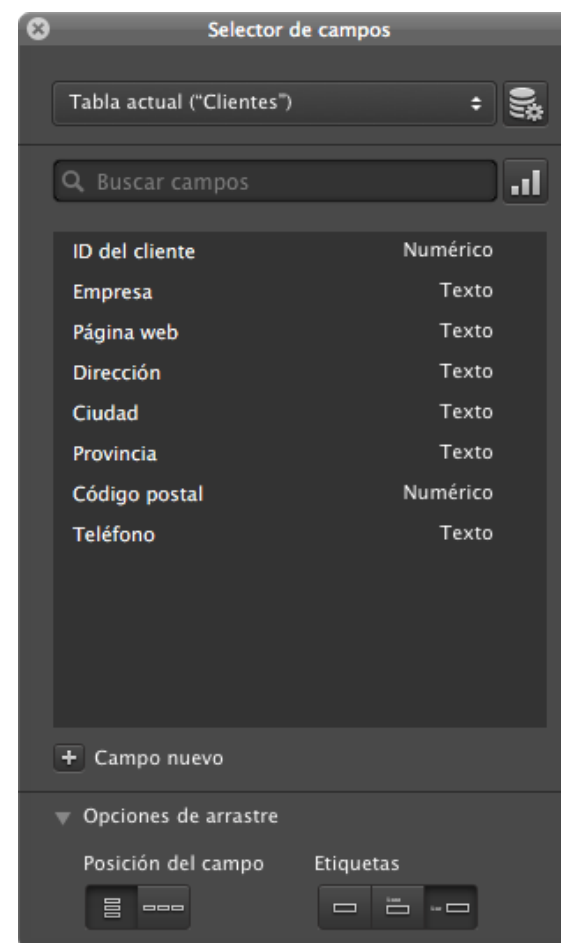 Selector de campos
Tabla actual (“Clientes”)
Buscar campos
ID del cliente Numérico
Empresa Texto
Página web Texto
Dirección Texto
Ciudad Texto
Provincia Texto
Código postal Numérico
Teléfono Texto
Campo nuevo
Opciones de arrastre
Posición del campo Etiquetas